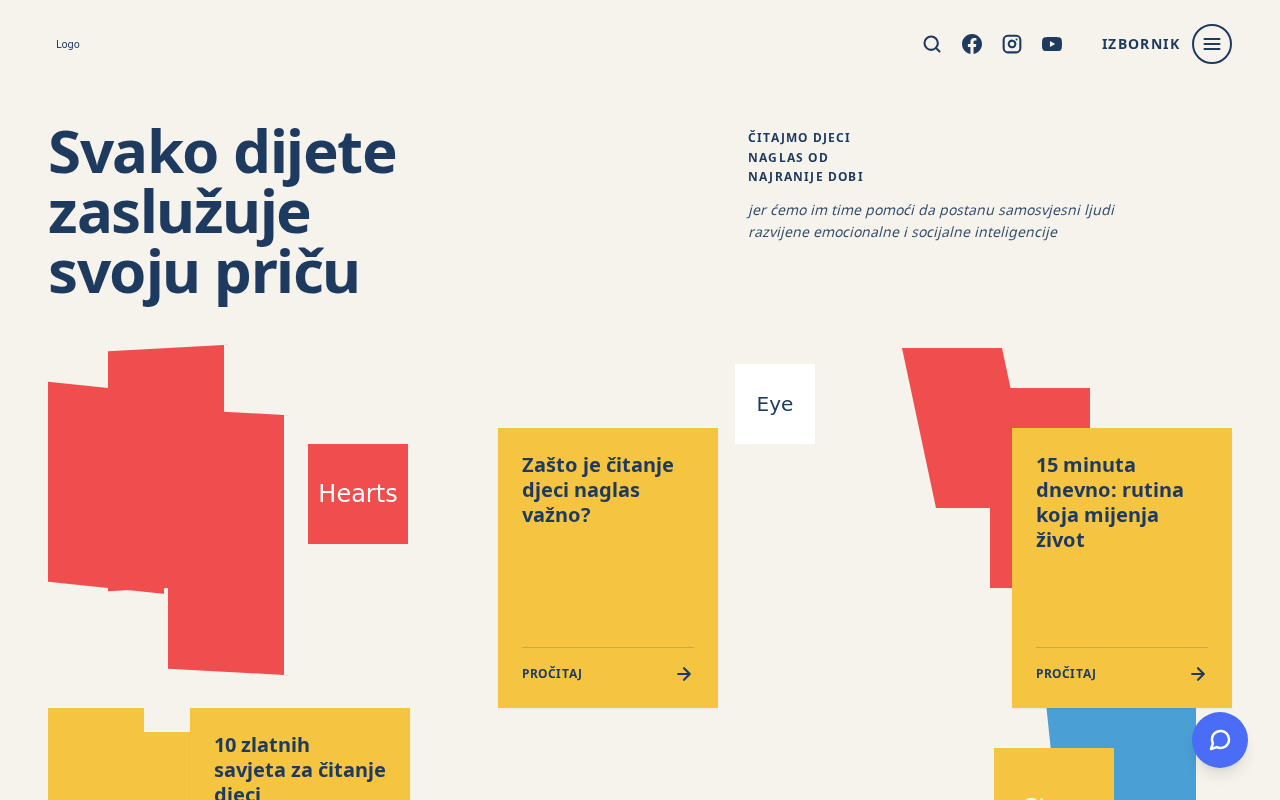 Logo
IZBORNIK
Svako dijete
zaslužuje
svoju priču
ČITAJMO DJECI
NAGLAS OD
NAJRANIJE DOBI
jer ćemo im time pomoći da postanu samosvjesni ljudi
razvijene emocionalne i socijalne inteligencije
Hearts
Eye
Zašto je čitanje
djeci naglas
važno?
PROČITAJ
15 minuta
dnevno: rutina
koja mijenja
život
PROČITAJ
10 zlatnih
savjeta za čitanje
djeci